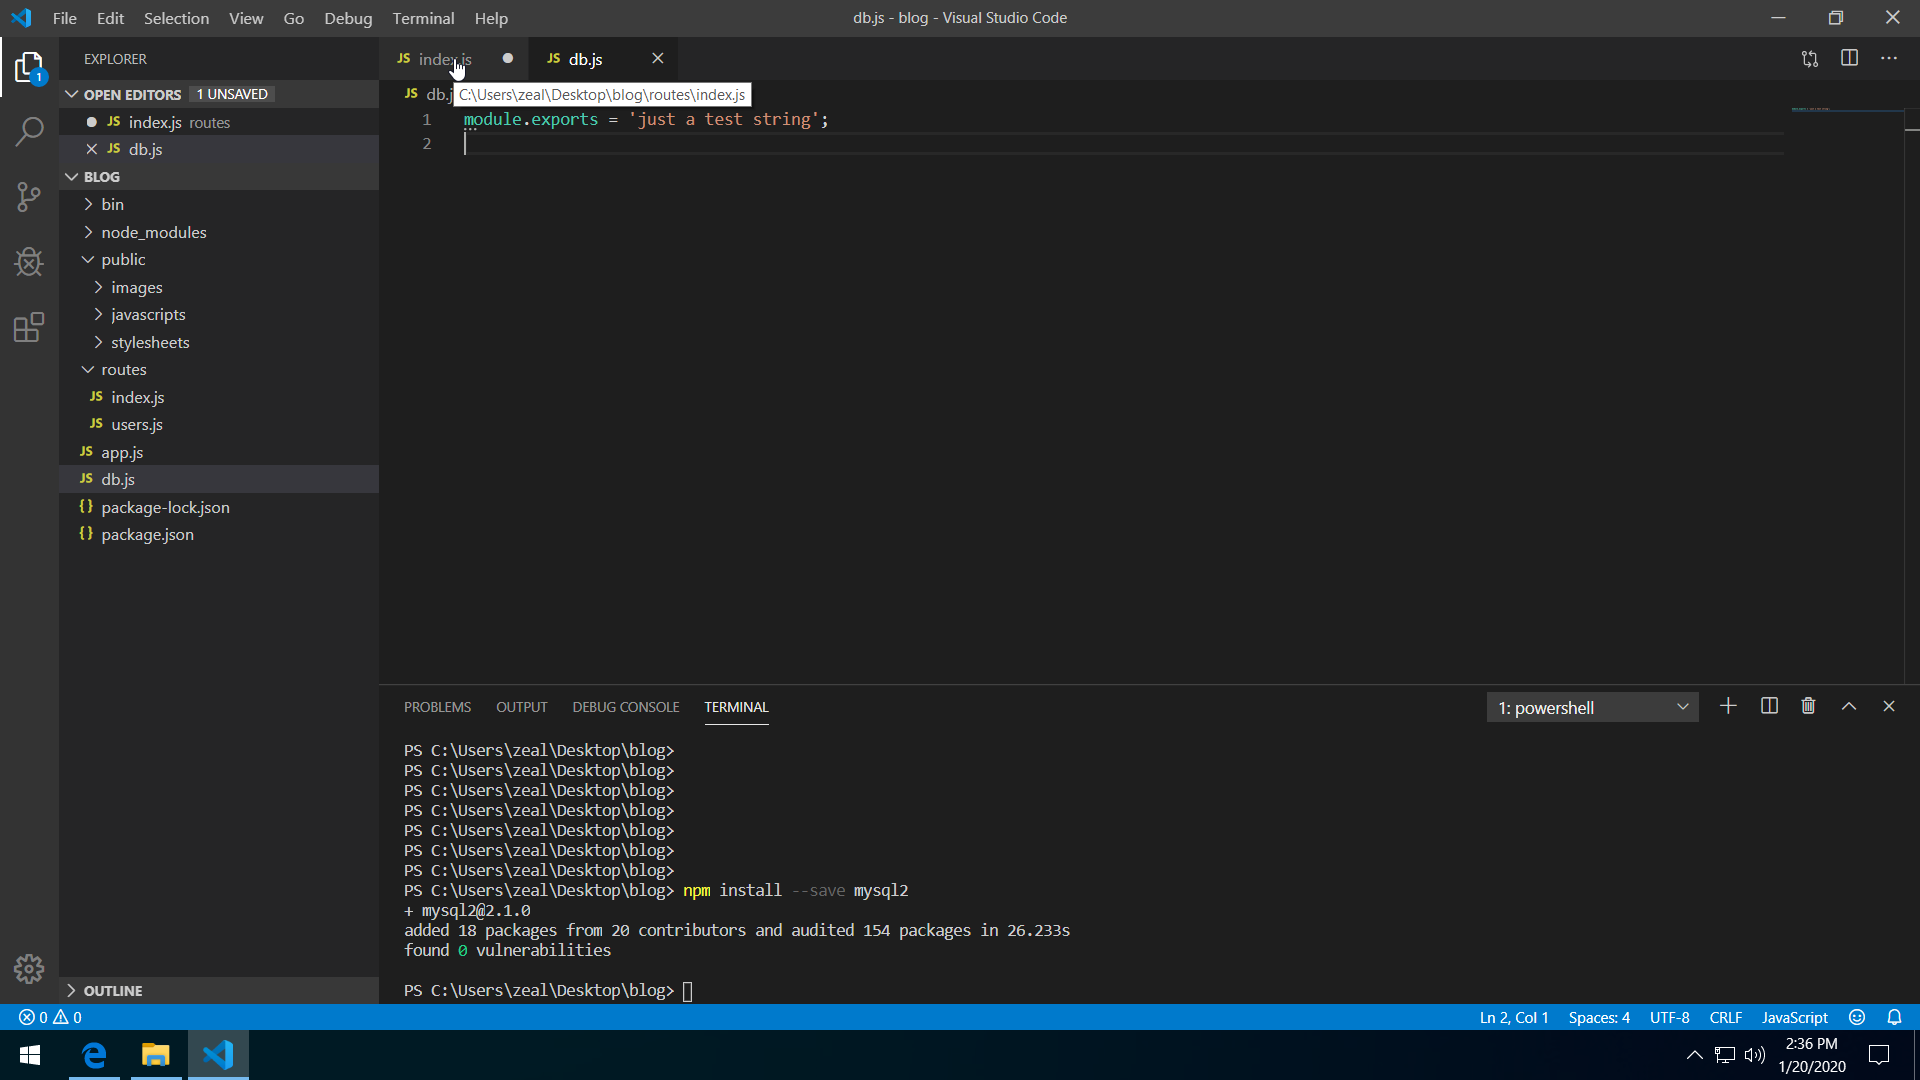 File Edit Selection View Go Debug Terminal Help
db.js - blog - Visual Studio Code
EXPLORER
OPEN EDITORS 1 UNSAVED
JS index.js routes
JS db.js
BLOG
bin
node_modules
public
images
javascripts
stylesheets
routes
JS index.js
JS users.js
JS app.js
JS db.js
{} package-lock.json
{} package.json
OUTLINE
1
JS index.js
JS db.js
JS db.j
C:\Users\zeal\Desktop\blog\routes\index.js
1 module.exports = 'just a test string';
2
PROBLEMS OUTPUT DEBUG CONSOLE TERMINAL
1: powershell
PS C:\Users\zeal\Desktop\blog>
PS C:\Users\zeal\Desktop\blog>
PS C:\Users\zeal\Desktop\blog>
PS C:\Users\zeal\Desktop\blog>
PS C:\Users\zeal\Desktop\blog>
PS C:\Users\zeal\Desktop\blog>
PS C:\Users\zeal\Desktop\blog>
PS C:\Users\zeal\Desktop\blog> npm install --save mysql2
+ mysql2@2.1.0
added 18 packages from 20 contributors and audited 154 packages in 26.233s
found 0 vulnerabilities
PS C:\Users\zeal\Desktop\blog>
0 0
Ln 2, Col 1 Spaces: 4 UTF-8 CRLF JavaScript
2:36 PM
1/20/2020